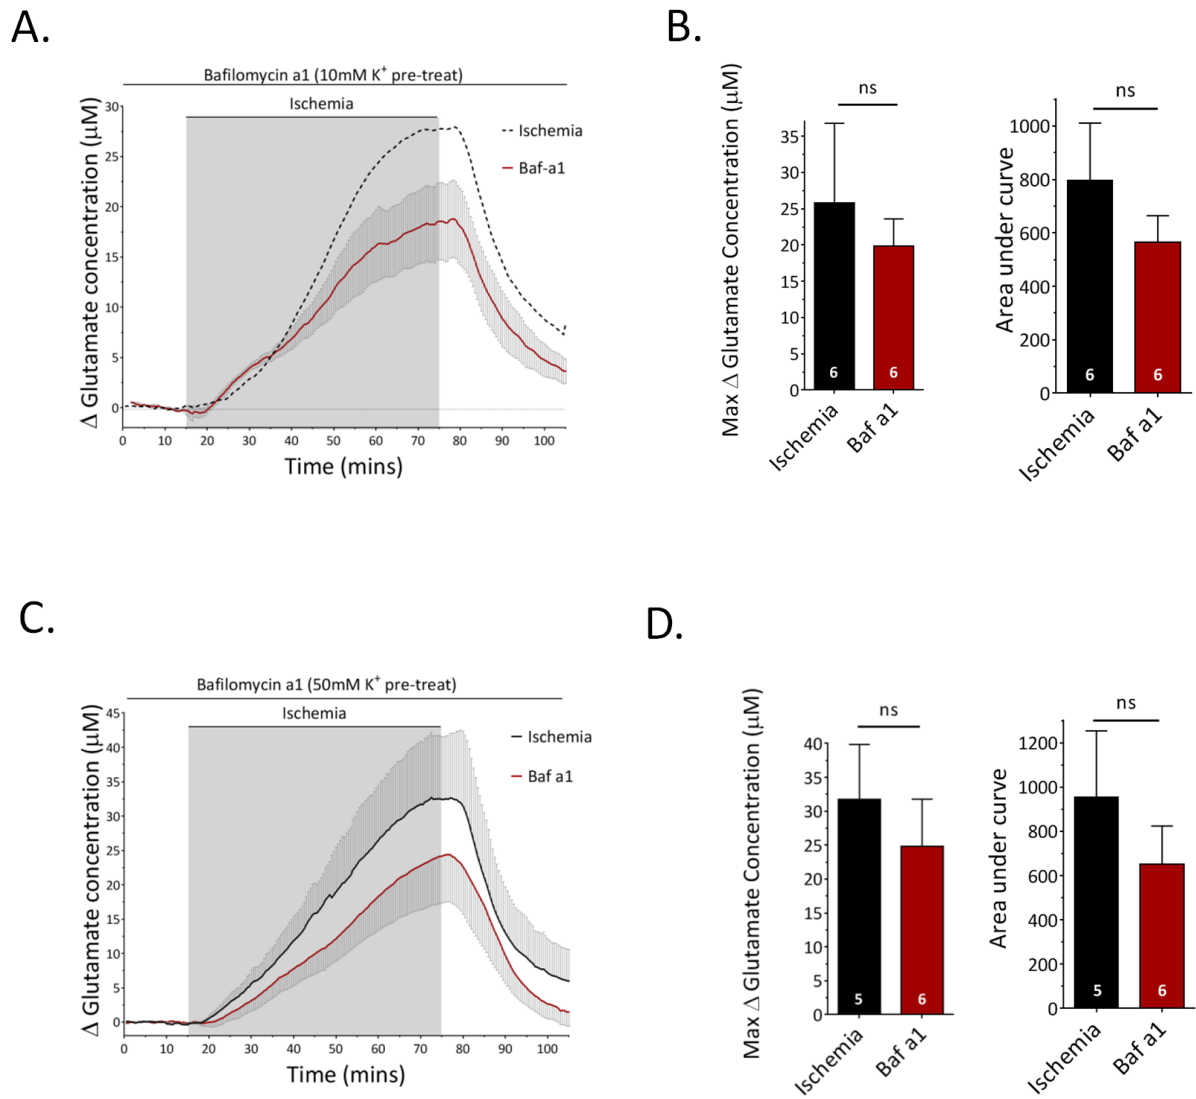 A.
Bafilomycin a1 (10mM K⁺ pre-treat)
Ischemia
Δ Glutamate concentration (μM)
30
25
20
15
10
5
0
0 10 20 30 40 50 60 70 80 90 100
Time (mins)
Ischemia
Baf-a1
B.
Max Δ Glutamate Concentration (μM)
35
30
25
20
15
10
5
0
ns
6 6
Ischemia
Baf a1
Area under curve
1000
800
600
400
200
0
ns
6 6
Ischemia
Baf a1
C.
Bafilomycin a1 (50mM K⁺ pre-treat)
Ischemia
Δ Glutamate concentration (μM)
45
40
35
30
25
20
15
10
5
0
0 10 20 30 40 50 60 70 80 90 100
Time (mins)
Ischemia
Baf a1
D.
Max Δ Glutamate Concentration (μM)
40
35
30
25
20
15
10
5
0
ns
5 6
Ischemia
Baf a1
Area under curve
1200
1000
800
600
400
200
0
ns
5 6
Ischemia
Baf a1